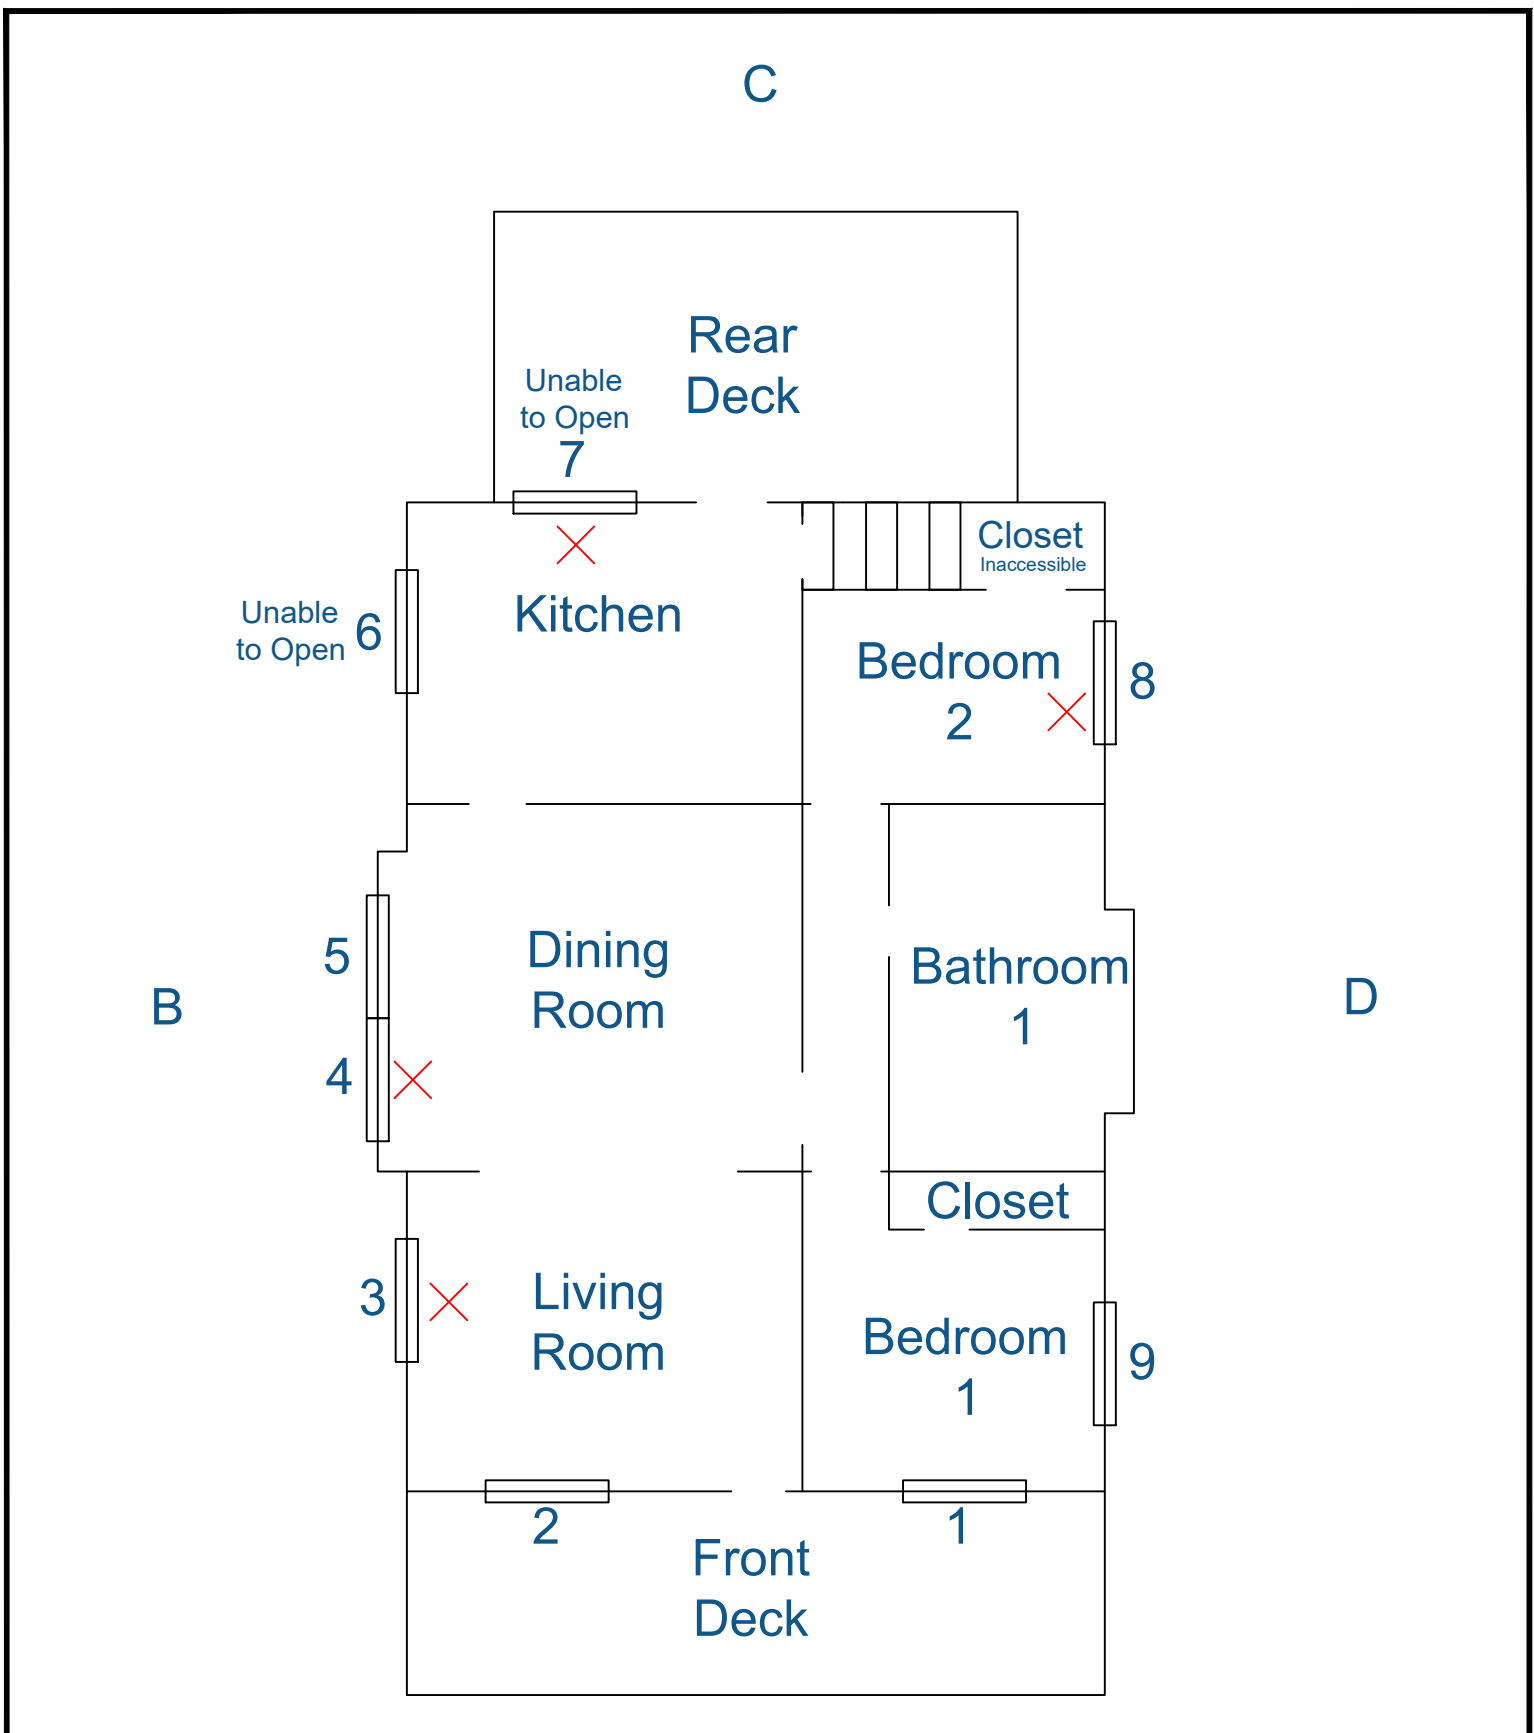 C
Rear
Deck
Unable
to Open
7
Closet
Inaccessible
Kitchen
Unable
to Open
6
Bedroom
2
8
5
Dining
Room
Bathroom
1
B
D
4
Closet
3
Living
Room
Bedroom
1
9
2
1
Front
Deck